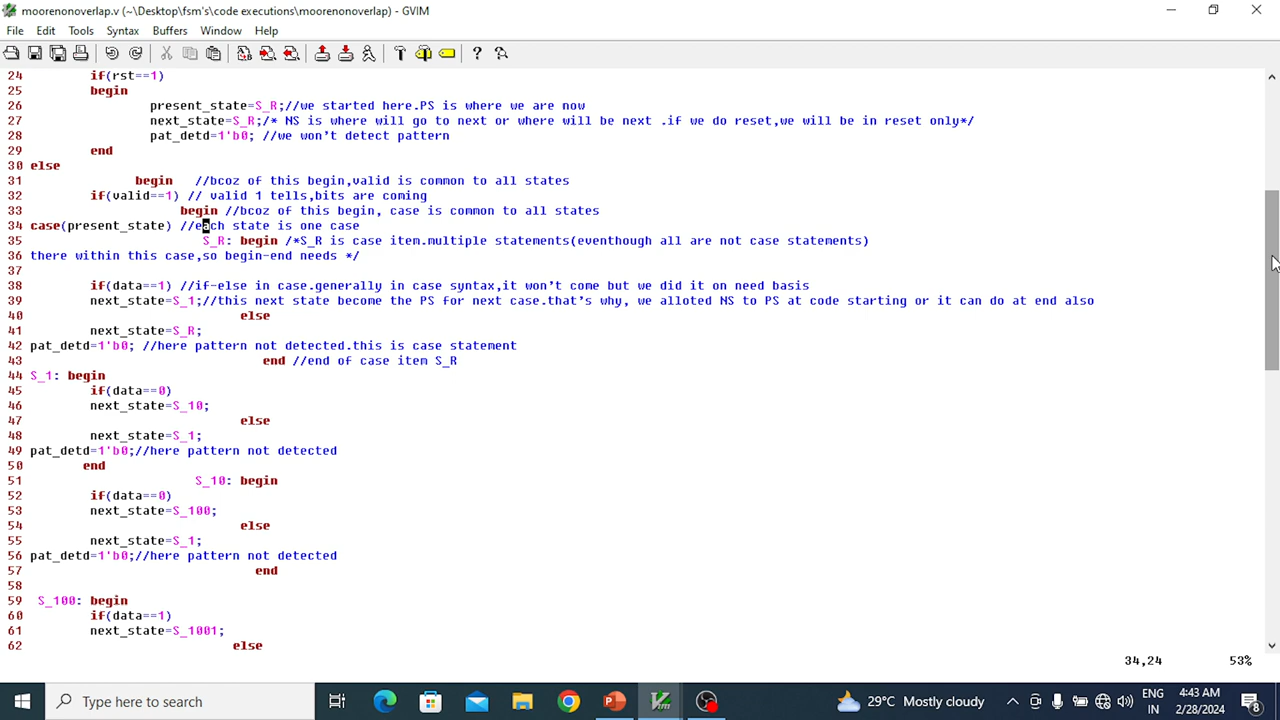 moorenonoverlap.v (~\Desktop\fsm's\code executions\moorenonoverlap.v) - GVIM
File Edit Tools Syntax Buffers Window Help
24 if(rst==1)
25 begin
26 present_state=S_R;//we started here.PS is where we are now
27 next_state=S_R;/* NS is where will go to next or where will be next .if we do reset,we will be in reset only*/
28 pat_detd=1'b0; //we won't detect pattern
29 end
30 else
31 begin //bcoz of this begin,valid is common to all states
32 if(valid==1) // valid 1 tells,bits are coming
33 begin //bcoz of this begin, case is common to all states
34 case(present_state) //each state is one case
35 S_R: begin /*S_R is case item.multiple statements(eventhough all are not case statements)
36 there within this case,so begin-end needs */
37
38 if(data==1) //if-else in case.generally in case syntax,it won't come but we did it on need basis
39 next_state=S_1;//this next state become the PS for next case.that's why, we alloted NS to PS at code starting or it can do at end also
40 else
41 next_state=S_R;
42 pat_detd=1'b0; //here pattern not detected.this is case statement
43 end //end of case item S_R
44 S_1: begin
45 if(data==0)
46 next_state=S_10;
47 else
48 next_state=S_1;
49 pat_detd=1'b0;//here pattern not detected
50 end
51 S_10: begin
52 if(data==0)
53 next_state=S_100;
54 else
55 next_state=S_1;
56 pat_detd=1'b0;//here pattern not detected
57 end
58
59 S_100: begin
60 if(data==1)
61 next_state=S_1001;
62 else
34,24 53%
Type here to search
29°C Mostly cloudy
ENG
IN
4:43 AM
2/28/2024
8